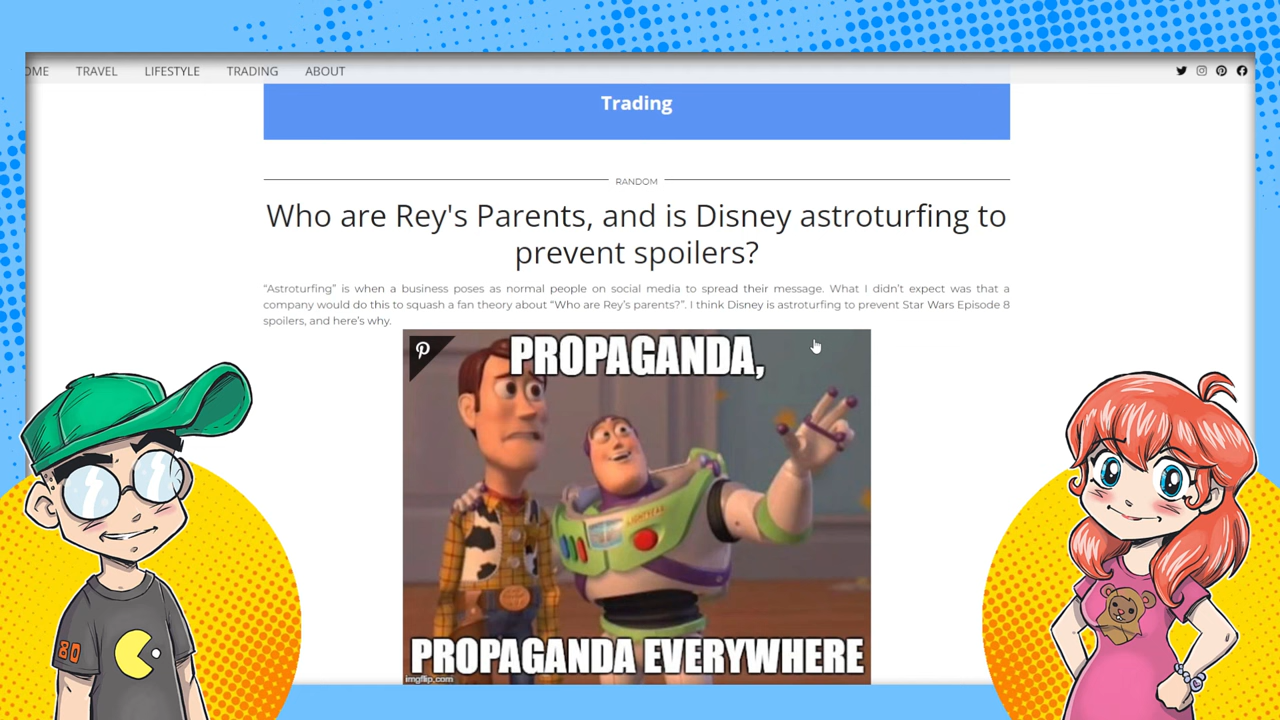 OME TRAVEL LIFESTYLE TRADING ABOUT
Trading
RANDOM
Who are Rey's Parents, and is Disney astroturfing to
prevent spoilers?
“Astroturfing” is when a business poses as normal people on social media to spread their message. What I didn’t expect was that a
company would do this to squash a fan theory about “Who are Rey’s parents?”. I think Disney is astroturfing to prevent Star Wars Episode 8
spoilers, and here’s why.
PROPAGANDA,
LIGHTYEAR
PROPAGANDA EVERYWHERE
imgflip.com
80